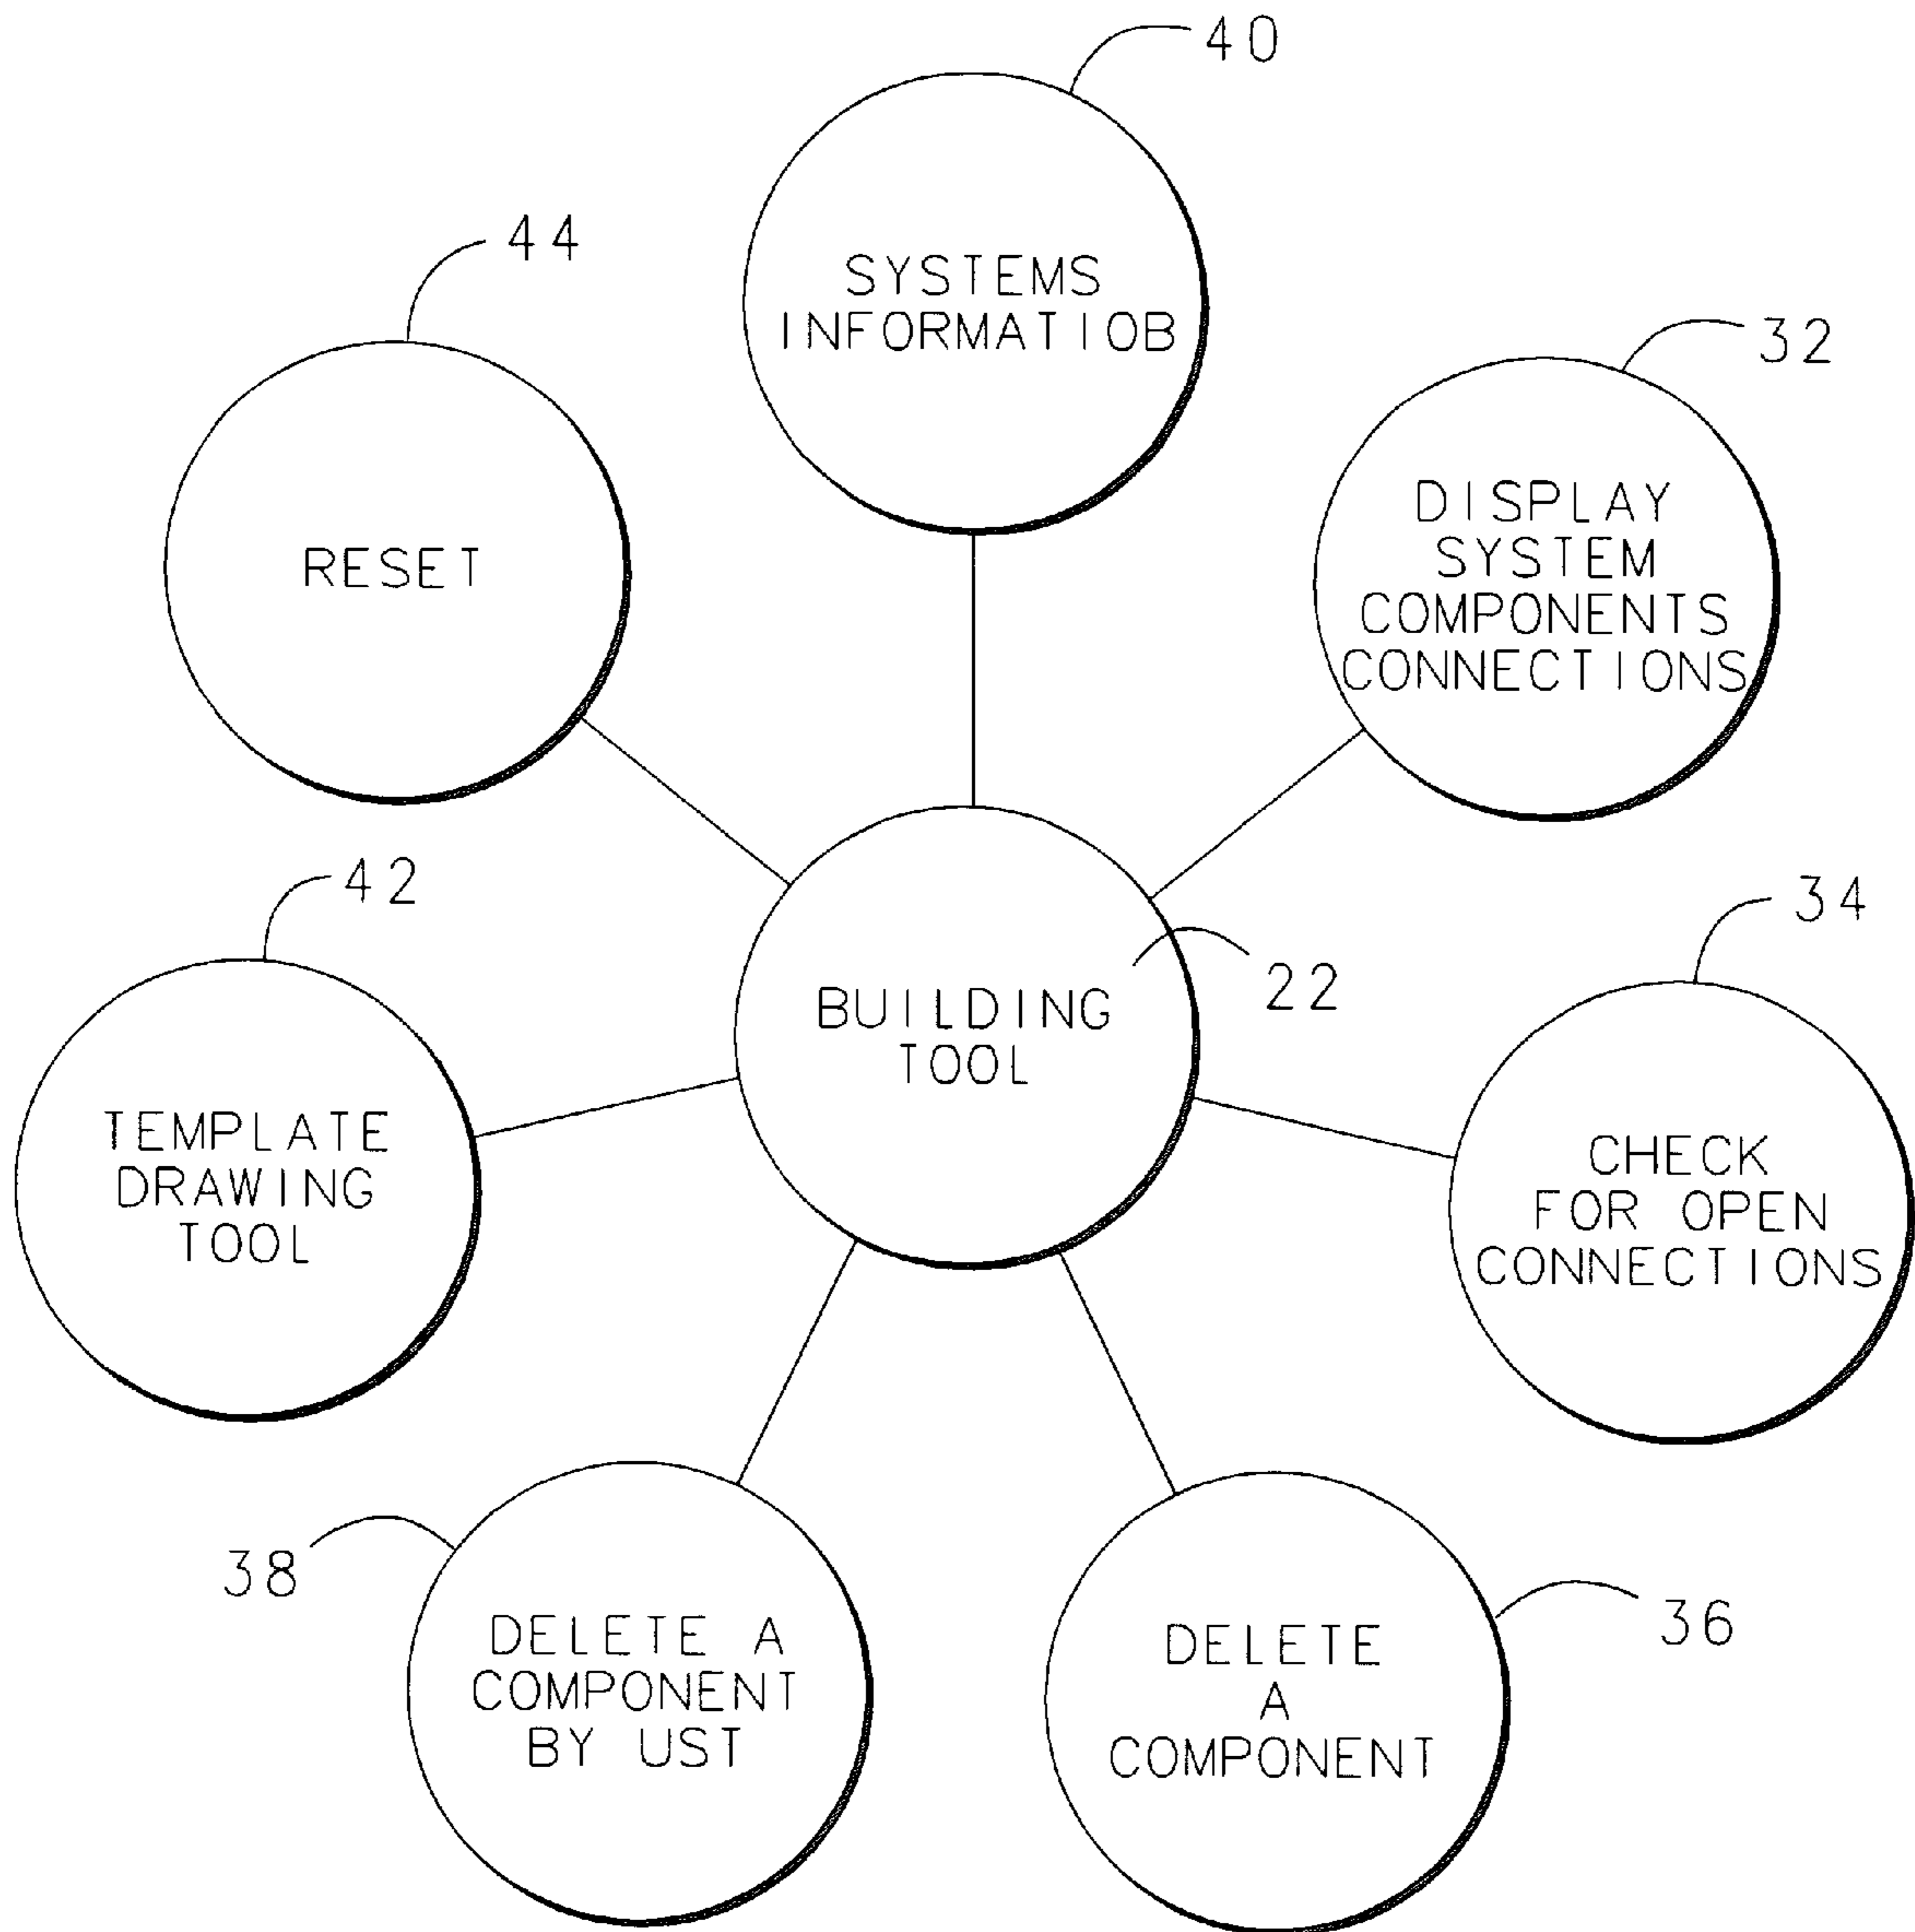 40
SYSTEMS
INFORMATIOB
44
RESET
32
DISPLAY
SYSTEM
COMPONENTS
CONNECTIONS
42
TEMPLATE
DRAWING
TOOL
22
BUILDING
TOOL
34
CHECK
FOR OPEN
CONNECTIONS
38
DELETE A
COMPONENT
BY UST
36
DELETE
A
COMPONENT